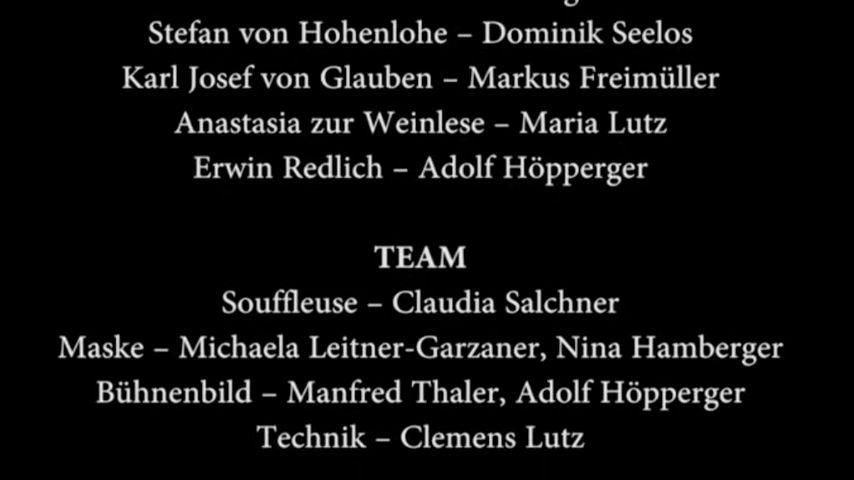 Stefan von Hohenlohe – Dominik Seelos
Karl Josef von Glauben – Markus Freimüller
Anastasia zur Weinlese – Maria Lutz
Erwin Redlich – Adolf Höpperger
TEAM
Souffleuse – Claudia Salchner
Maske – Michaela Leitner-Garzaner, Nina Hamberger
Bühnenbild – Manfred Thaler, Adolf Höpperger
Technik – Clemens Lutz